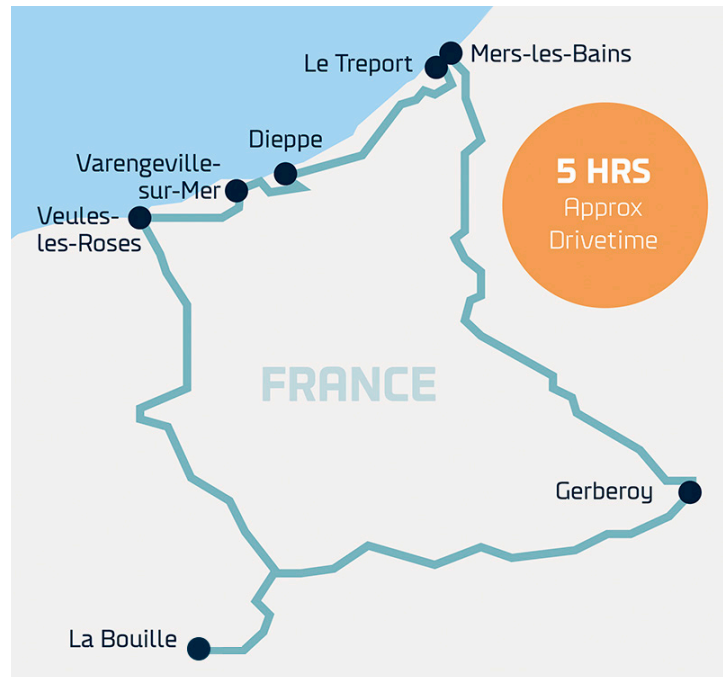 Le Treport
Mers-les-Bains
Dieppe
Varengeville-
sur-Mer
Veules-
les-Roses
5 HRS
Approx
Drivetime
FRANCE
Gerberoy
La Bouille